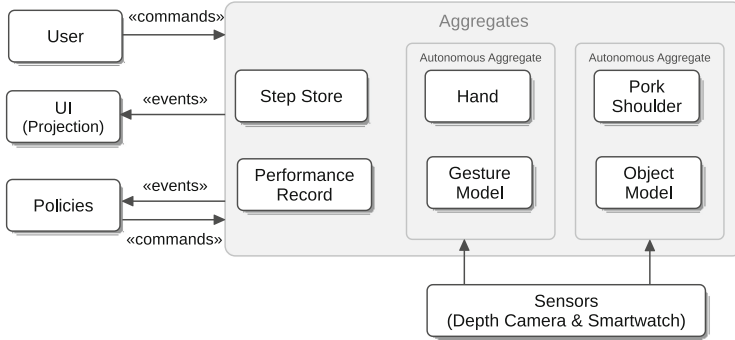 Aggregates
«commands»
User
Autonomous Aggregate
Autonomous Aggregate
«events»
UI
(Projection)
Step Store
Hand
Pork
Shoulder
«events»
Policies
«commands»
Performance
Record
Gesture
Model
Object
Model
Sensors
(Depth Camera & Smartwatch)